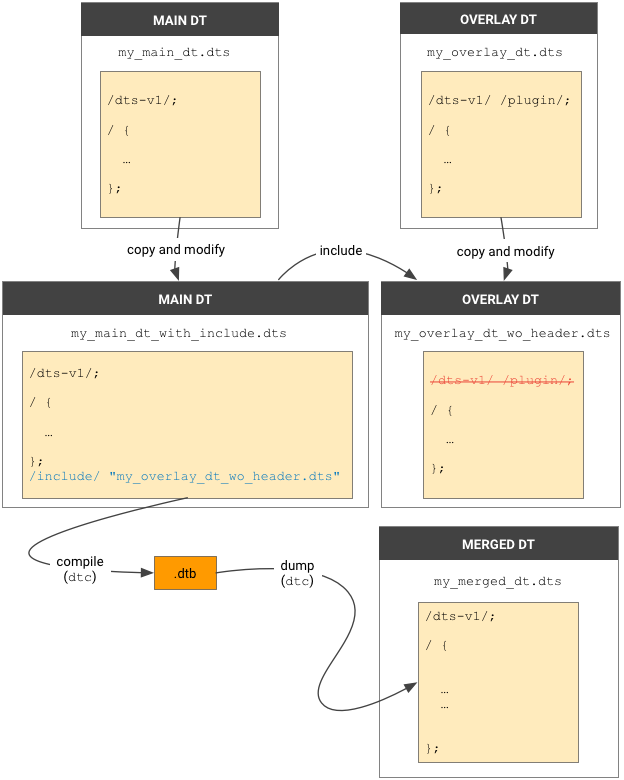 MAIN DT
my_main_dt.dts
/dts-v1/;
/ {
…
};
OVERLAY DT
my_overlay_dt.dts
/dts-v1/ /plugin/;
/ {
…
};
copy and modify
include
copy and modify
MAIN DT
my_main_dt_with_include.dts
/dts-v1/;
/ {
…
};
/include/ "my_overlay_dt_wo_header.dts"
OVERLAY DT
my_overlay_dt_wo_header.dts
/dts-v1/ /plugin/;
/ {
…
};
compile
(dtc)
.dtb
dump
(dtc)
MERGED DT
my_merged_dt.dts
/dts-v1/;
/ {
…
…
};